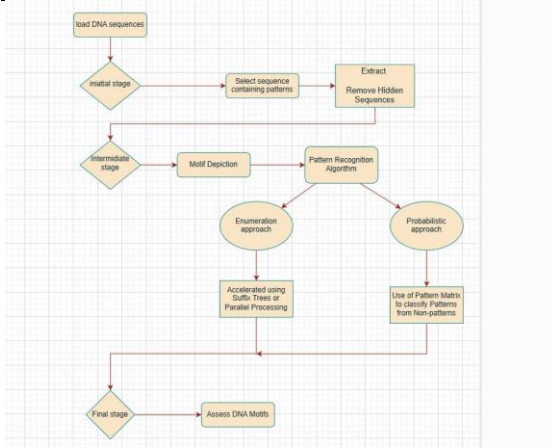 load DNA sequences
iniatial stage
Select sequence
containing patterns
Extract
Remove Hidden
Sequences
Intermidiate
stage
Motif Depiction
Pattern Recognition
Algorithm
Enumeration
approach
Probabilistic
approach
Accelerated using
Suffix Trees or
Parallel Processing
Use of Pattern Matrix
to classify Patterns
from Non-patterns
Final stage
Assess DNA Motifs